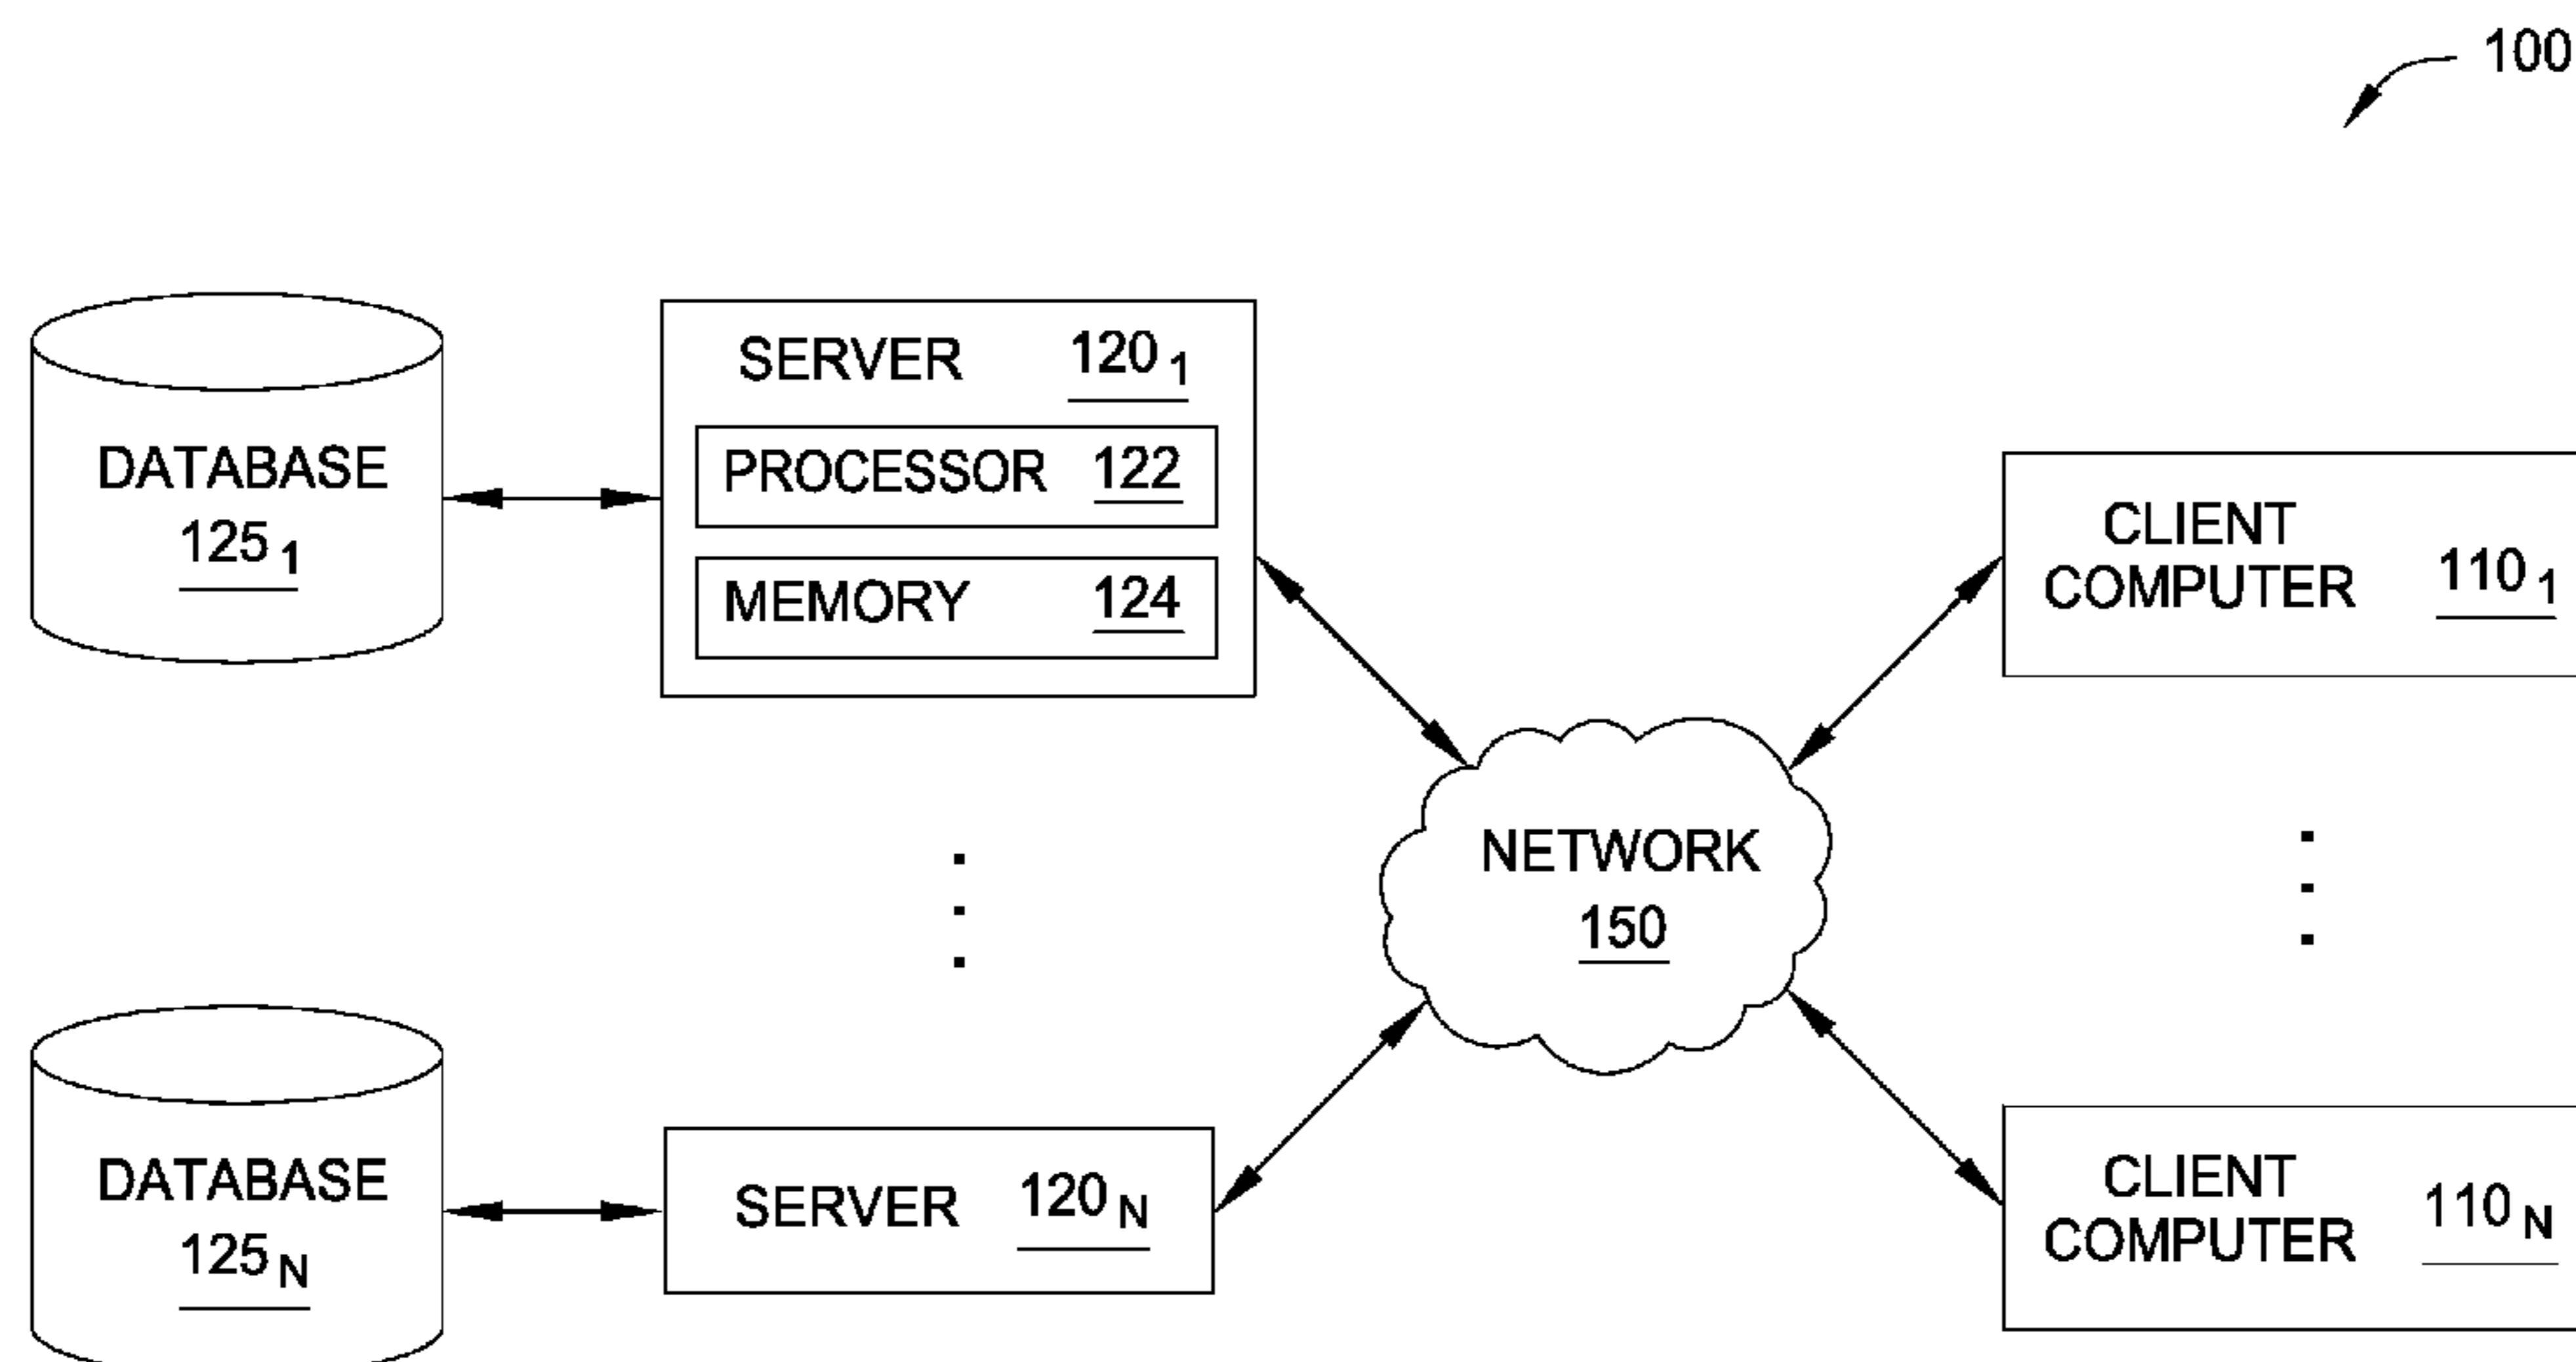 100
SERVER 120 1
DATABASE
125 1
PROCESSOR 122
MEMORY 124
CLIENT
COMPUTER 110 1
NETWORK
150
DATABASE
125 N
SERVER 120 N
CLIENT
COMPUTER 110 N